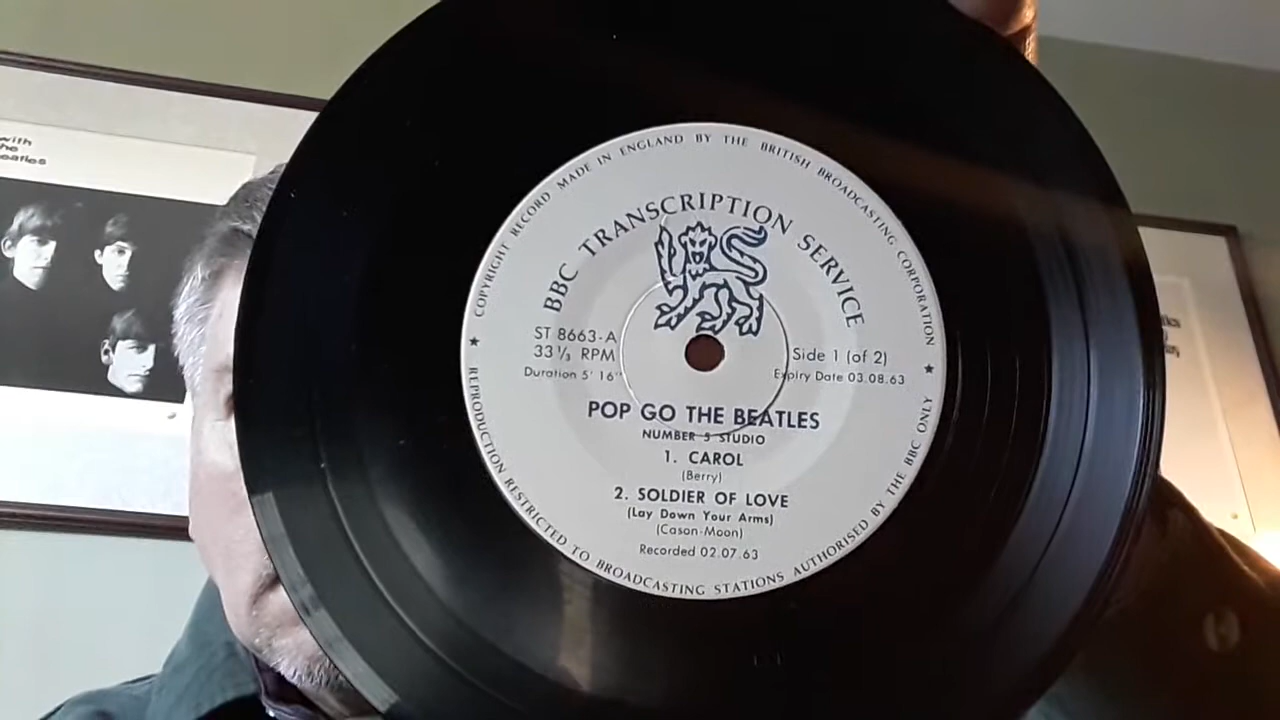 with
the
eatles
COPYRIGHT RECORD MADE IN ENGLAND BY THE BRITISH BROADCASTING CORPORATION
BBC TRANSCRIPTION SERVICE
ST 8663-A
33 1/3 RPM
Duration 5' 16"
Side 1 (of 2)
Expiry Date 03.08.63
POP GO THE BEATLES
NUMBER 5 STUDIO
1. CAROL
(Berry)
2. SOLDIER OF LOVE
(Lay Down Your Arms)
(Cason-Moon)
Recorded 02.07.63
★ REPRODUCTION RESTRICTED TO BROADCASTING STATIONS AUTHORISED BY THE BBC ONLY ★